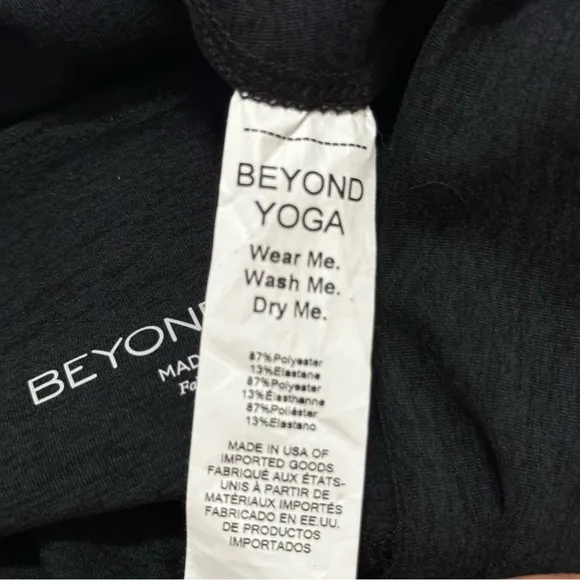 BEYOND
YOGA
Wear Me.
Wash Me.
Dry Me.
87%Polyester
13%Elastane
87%Polyester
13%Elasthanne
87%Poliéster
13%Elastano
MADE IN USA OF
IMPORTED GOODS
FABRIQUÉ AUX ÉTATS-
UNIS À PARTIR DE
MATÉRIAUX IMPORTÉS
FABRICADO EN EE.UU.
DE PRODUCTOS
IMPORTADOS
BEYON
MAD